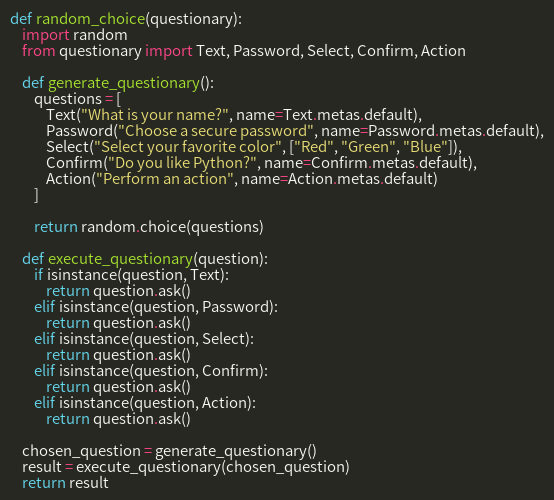 def random_choice(questionary):
    import random
    from questionary import Text, Password, Select, Confirm, Action

    def generate_questionary():
        questions = [
            Text("What is your name?", name=Text.metas.default),
            Password("Choose a secure password", name=Password.metas.default),
            Select("Select your favorite color", ["Red", "Green", "Blue"]),
            Confirm("Do you like Python?", name=Confirm.metas.default),
            Action("Perform an action", name=Action.metas.default)
        ]

        return random.choice(questions)

    def execute_questionary(question):
        if isinstance(question, Text):
            return question.ask()
        elif isinstance(question, Password):
            return question.ask()
        elif isinstance(question, Select):
            return question.ask()
        elif isinstance(question, Confirm):
            return question.ask()
        elif isinstance(question, Action):
            return question.ask()

    chosen_question = generate_questionary()
    result = execute_questionary(chosen_question)
    return result